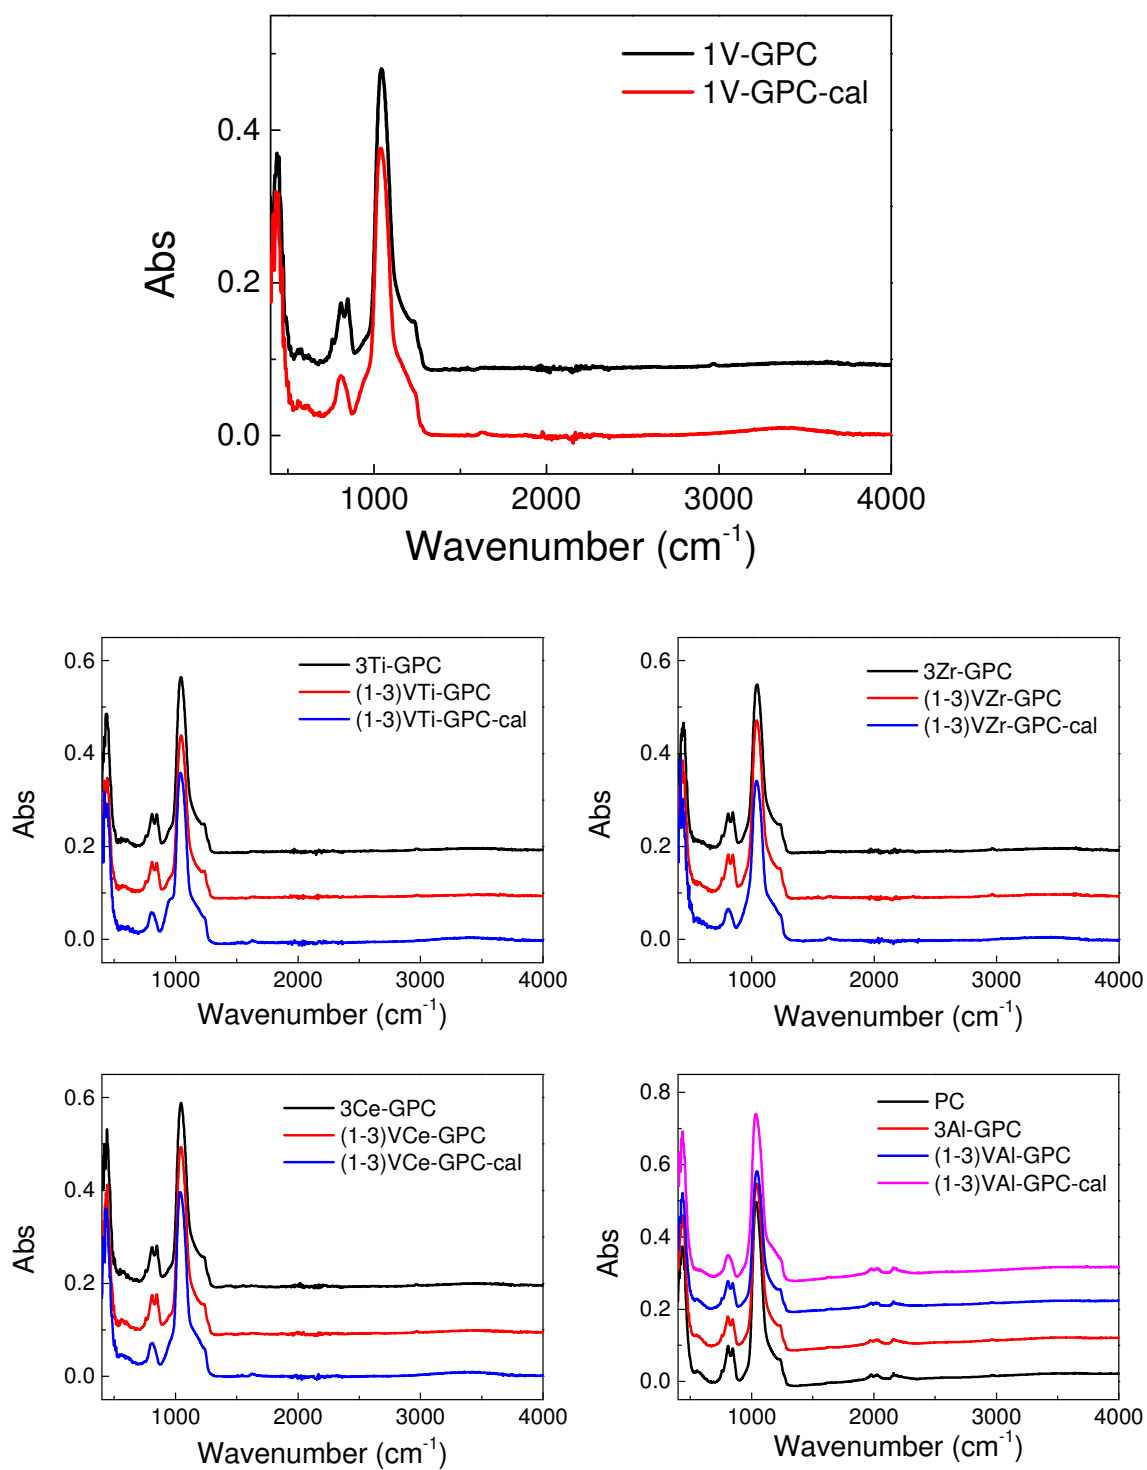 1V-GPC
1V-GPC-cal
0.4
0.2
0.0
Abs
1000 2000 3000 4000
Wavenumber (cm-1)
0.6
0.4
0.2
0.0
Abs
3Ti-GPC
(1-3)VTi-GPC
(1-3)VTi-GPC-cal
1000 2000 3000 4000
Wavenumber (cm-1)
0.6
0.4
0.2
0.0
Abs
3Zr-GPC
(1-3)VZr-GPC
(1-3)VZr-GPC-cal
1000 2000 3000 4000
Wavenumber (cm-1)
0.6
0.4
0.2
0.0
Abs
3Ce-GPC
(1-3)VCe-GPC
(1-3)VCe-GPC-cal
1000 2000 3000 4000
Wavenumber (cm-1)
0.8
0.6
0.4
0.2
0.0
Abs
PC
3Al-GPC
(1-3)VAl-GPC
(1-3)VAl-GPC-cal
1000 2000 3000 4000
Wavenumber (cm-1)